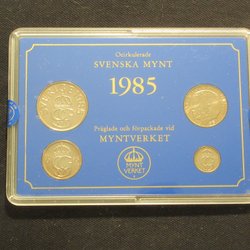 Ocirkulerade
SVENSKA MYNT
1985
Präglade och förpackade vid
MYNTVERKET
MYNT
VERKET